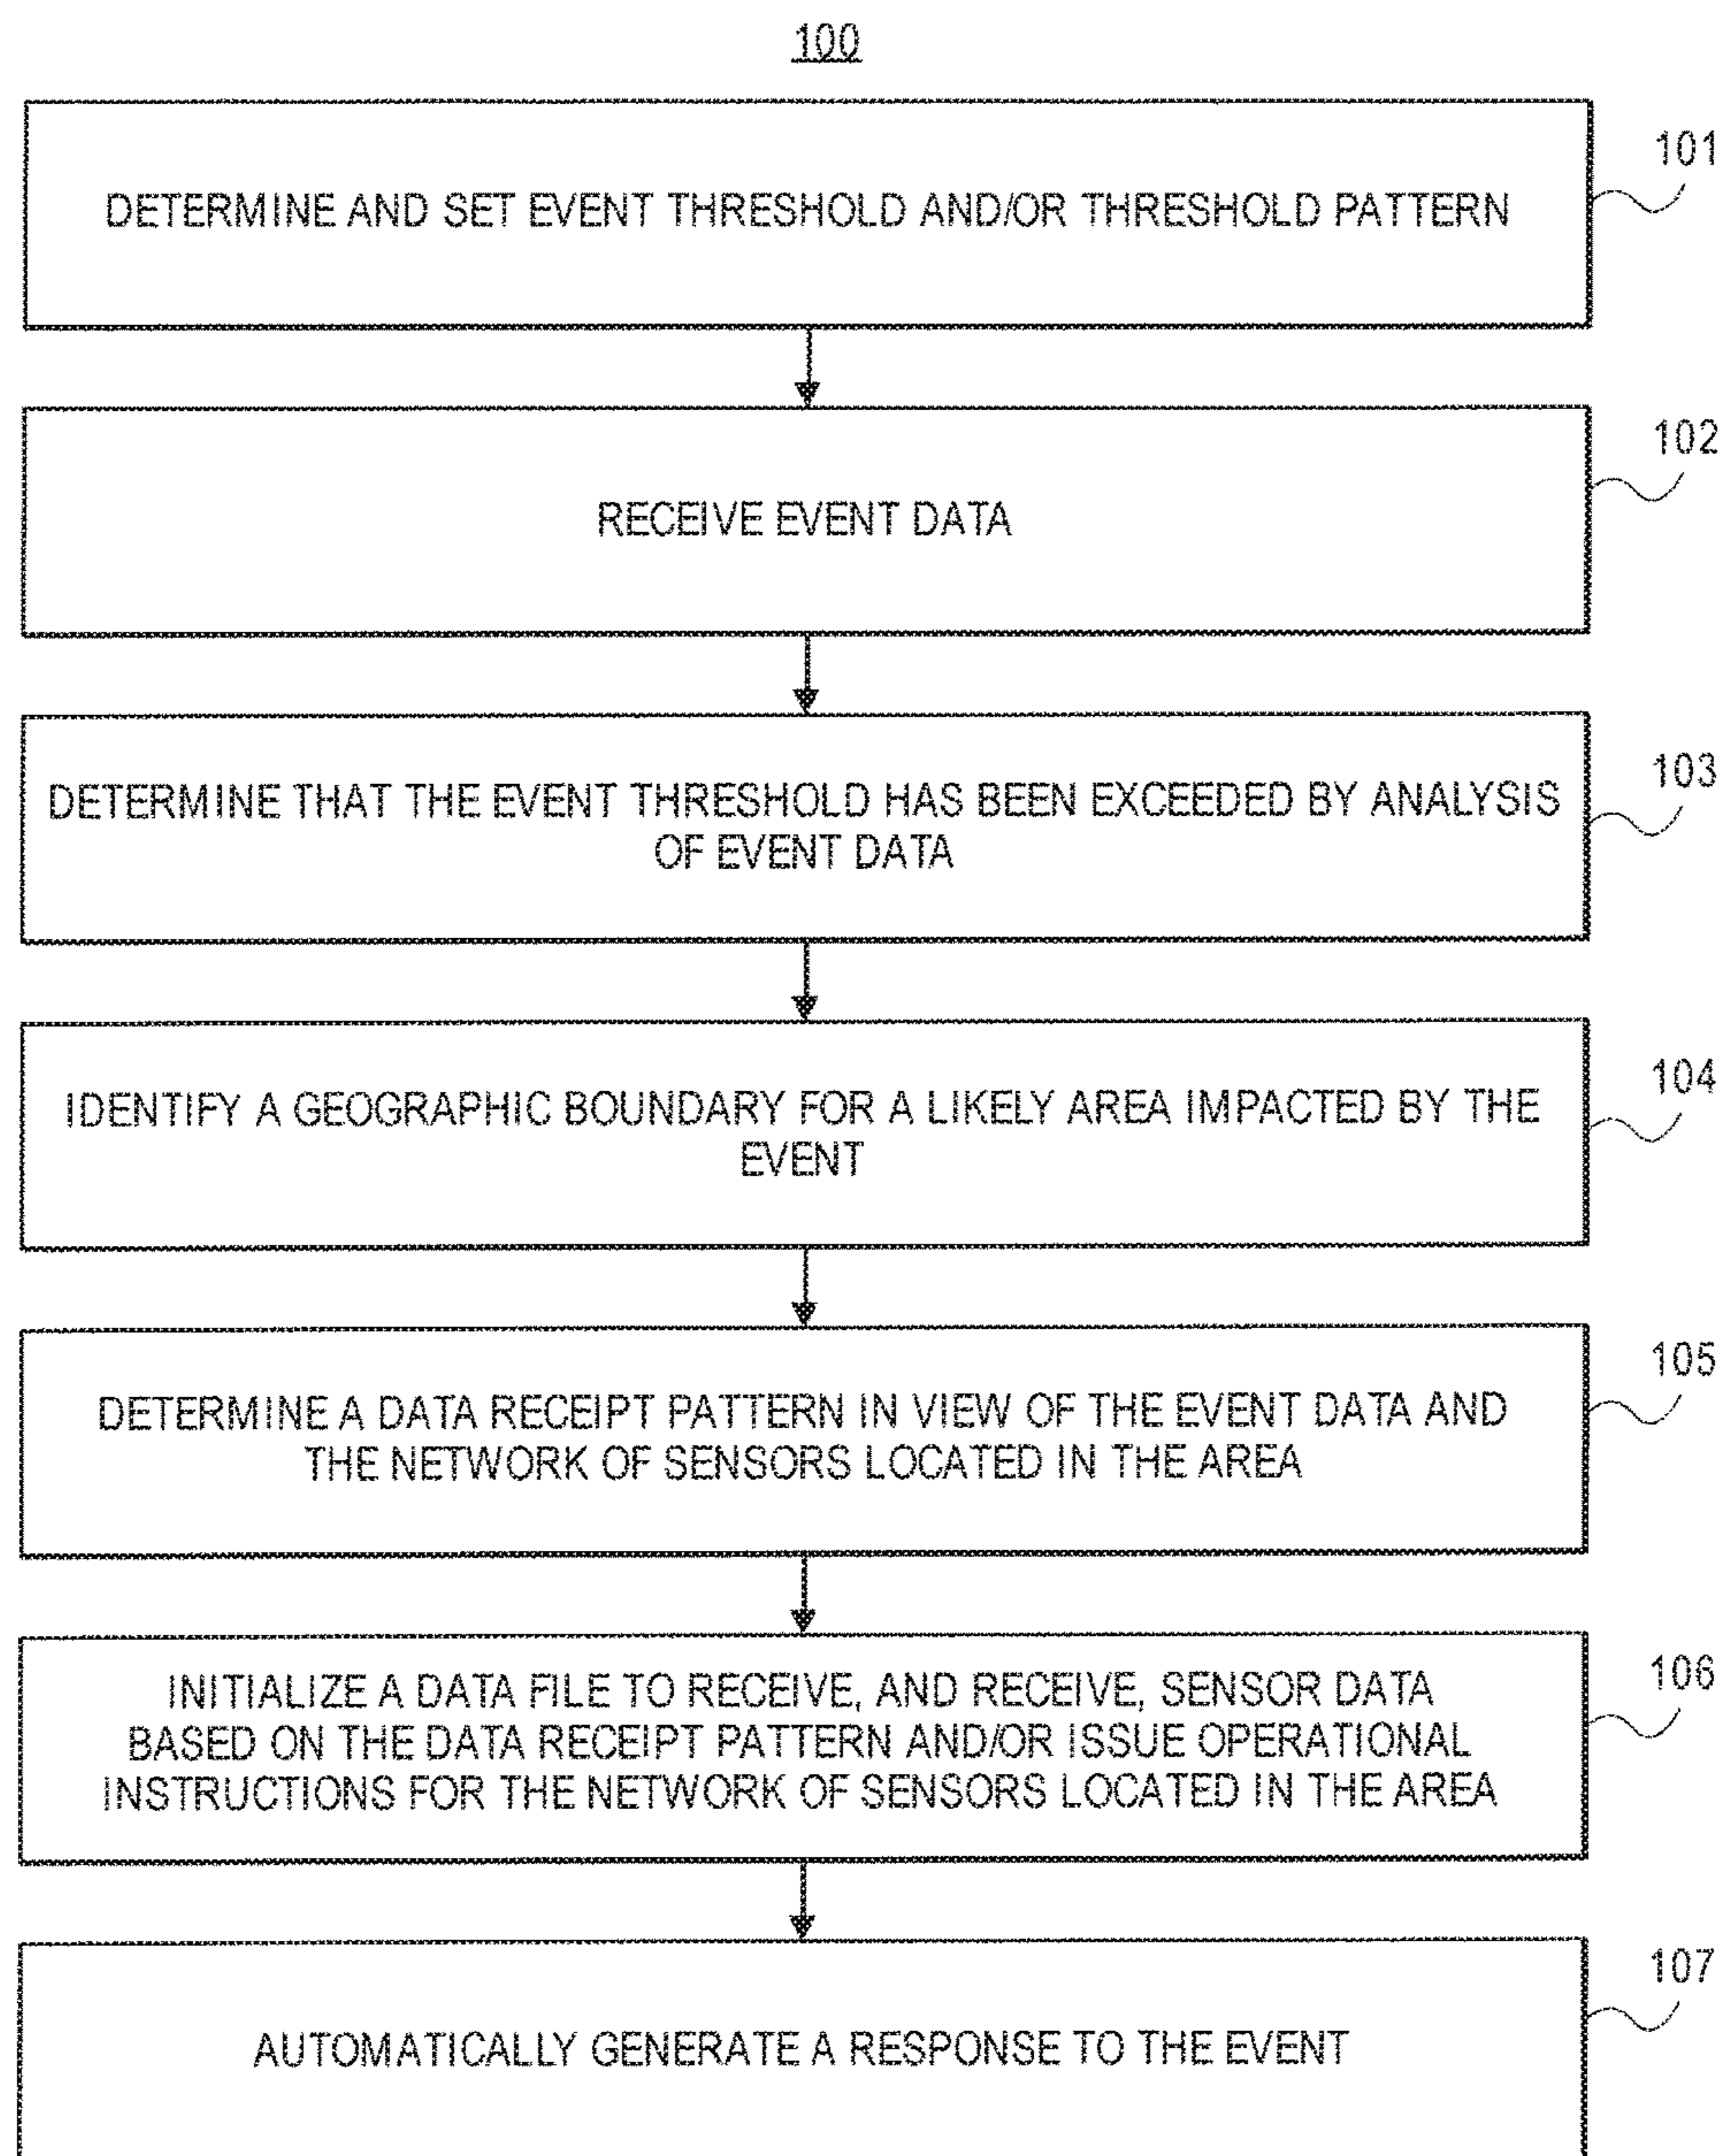 100
101
DETERMINE AND SET EVENT THRESHOLD AND/OR THRESHOLD PATTERN
102
RECEIVE EVENT DATA
103
DETERMINE THAT THE EVENT THRESHOLD HAS BEEN EXCEEDED BY ANALYSIS
OF EVENT DATA
104
IDENTIFY A GEOGRAPHIC BOUNDARY FOR A LIKELY AREA IMPACTED BY THE
EVENT
105
DETERMINE A DATA RECEIPT PATTERN IN VIEW OF THE EVENT DATA AND
THE NETWORK OF SENSORS LOCATED IN THE AREA
106
INITIALIZE A DATA FILE TO RECEIVE, AND RECEIVE, SENSOR DATA
BASED ON THE DATA RECEIPT PATTERN AND/OR ISSUE OPERATIONAL
INSTRUCTIONS FOR THE NETWORK OF SENSORS LOCATED IN THE AREA
107
AUTOMATICALLY GENERATE A RESPONSE TO THE EVENT